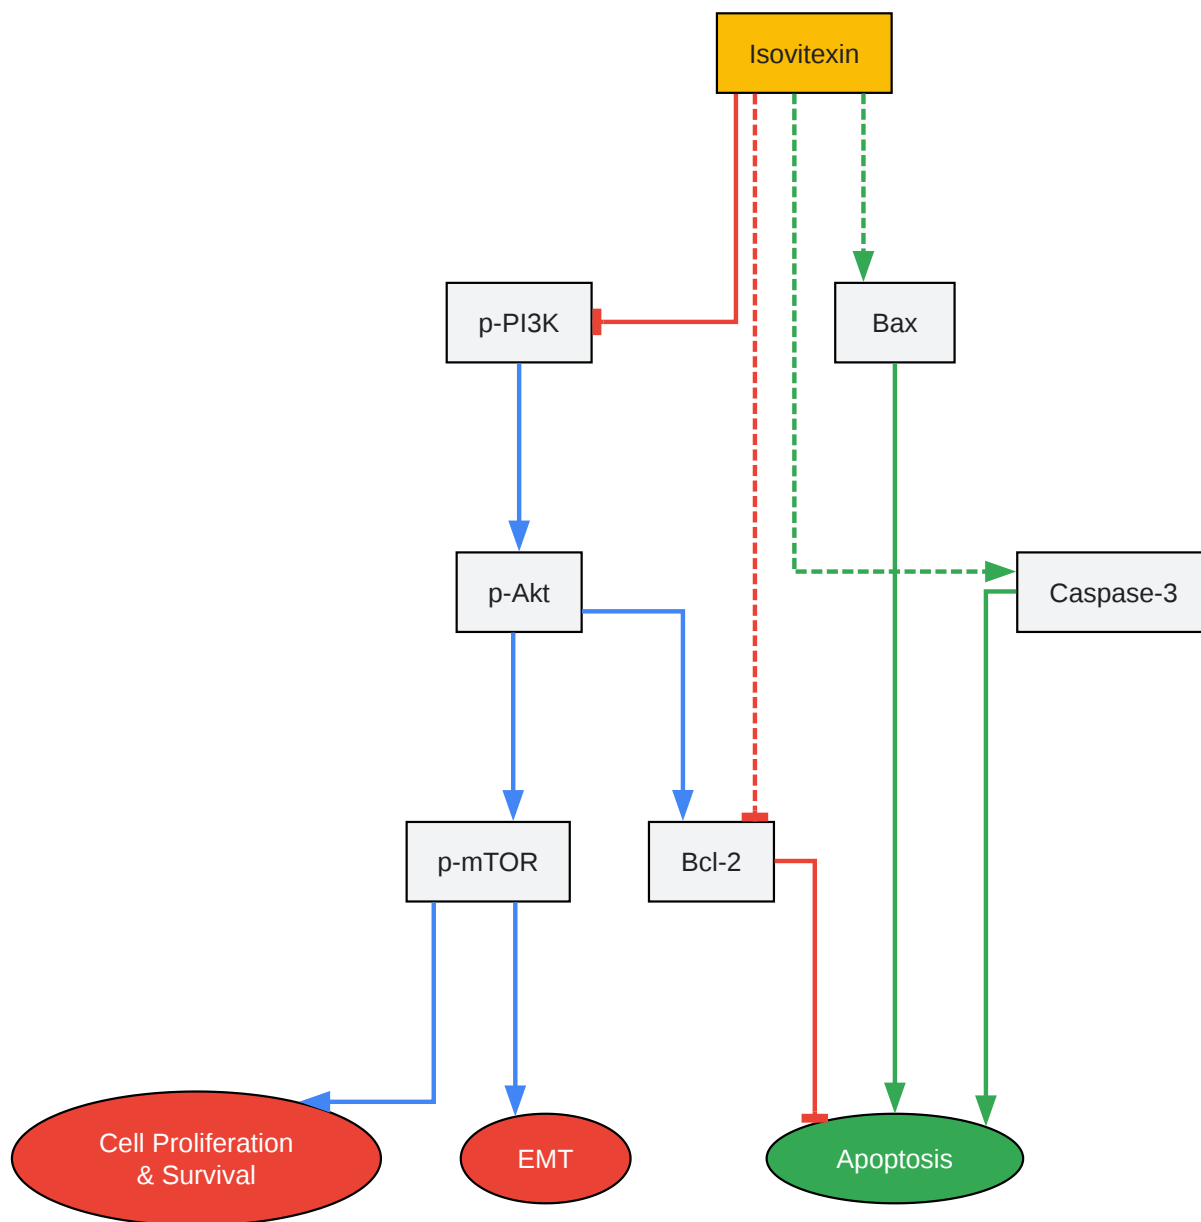 Isovitexin
p-PI3K
Bax
p-Akt
Caspase-3
p-mTOR
Bcl-2
Cell Proliferation
& Survival
EMT
Apoptosis